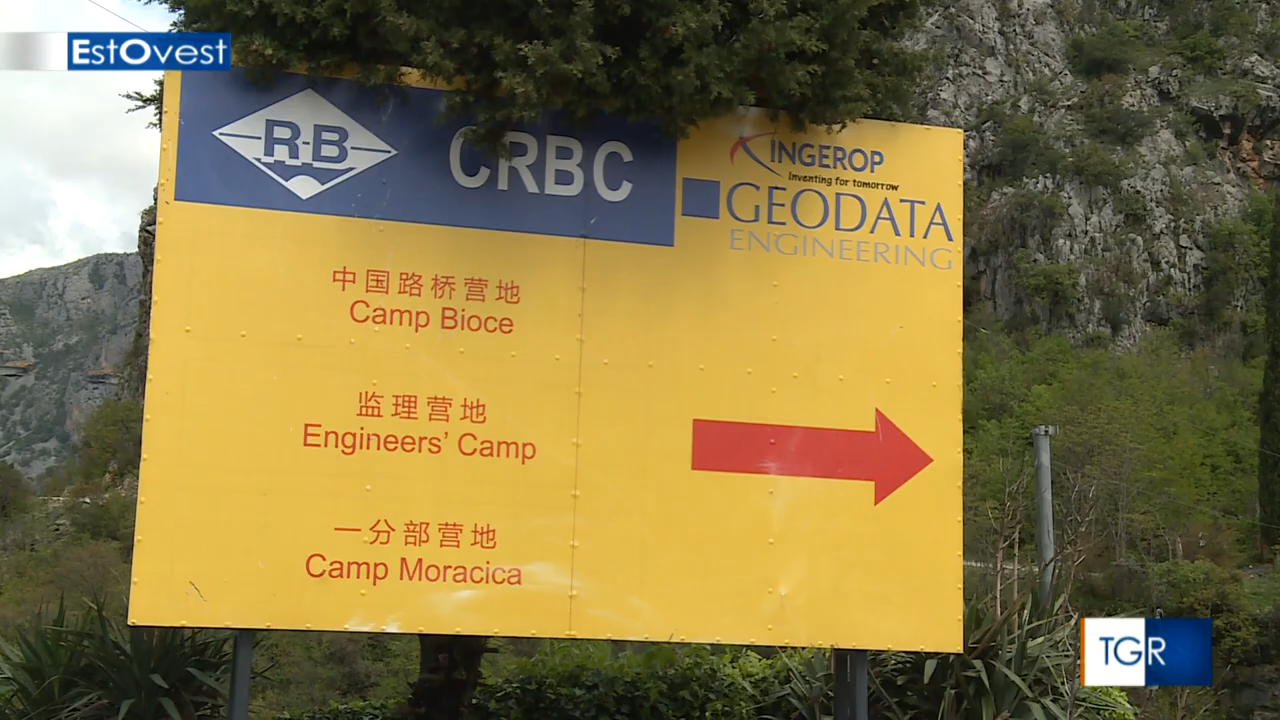 EstOvest
R-B
CRBC
INGEROP
Inventing for tomorrow
GEODATA
ENGINEERING
中国路桥营地
Camp Bioce
监理营地
Engineers' Camp
一分部营地
Camp Moracica
TGR